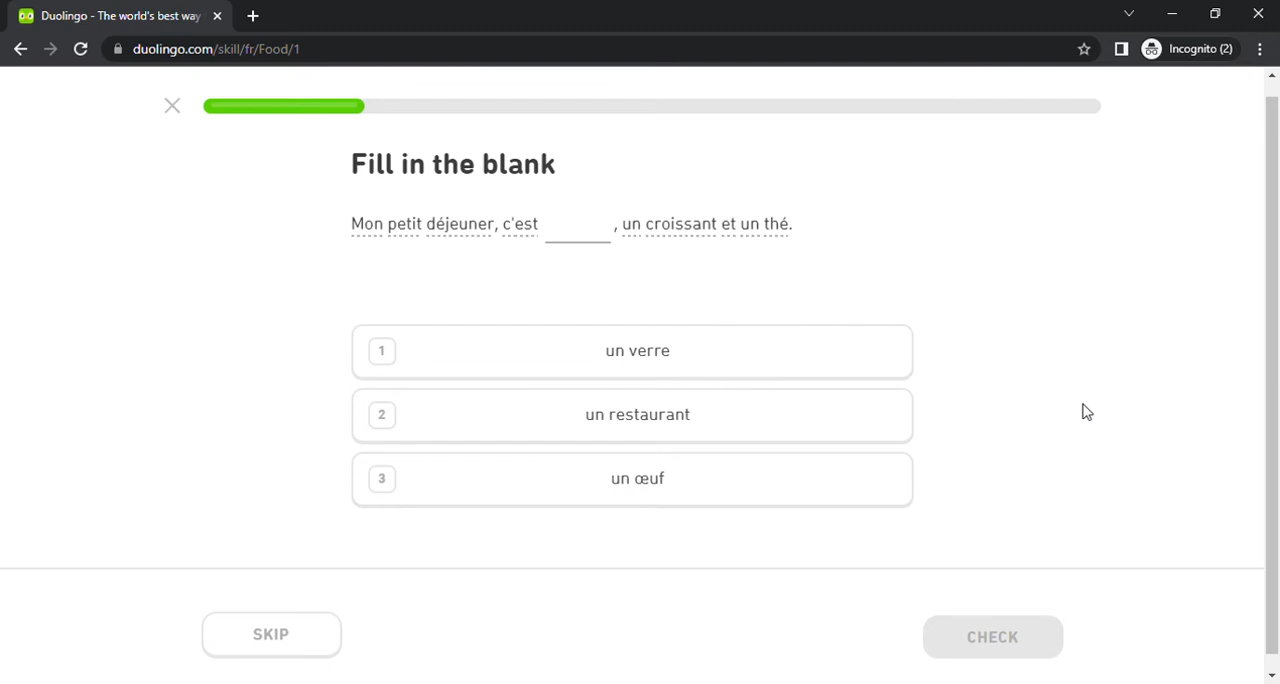 Duolingo - The world's best way
duolingo.com/skill/fr/Food/1
Incognito (2)
Fill in the blank
Mon petit déjeuner, c'est ______ , un croissant et un thé.
1 un verre
2 un restaurant
3 un œuf
SKIP
CHECK